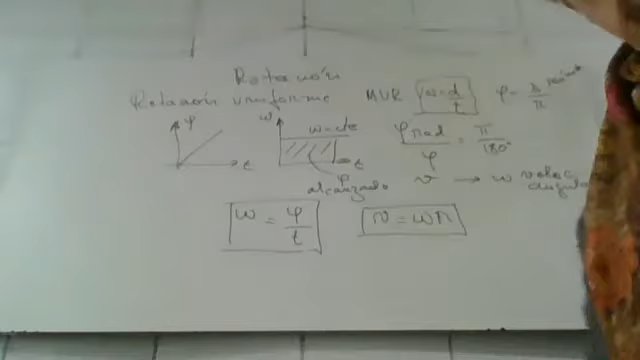 Rotación
Rotación uniforme MUR v=d/t φ=s/r
φ
t
ω
ω=cte
t
φ
alcanzado
φ rad/φ = π/180°
v → ω veloc
angular
ω = φ/t
v = ωr